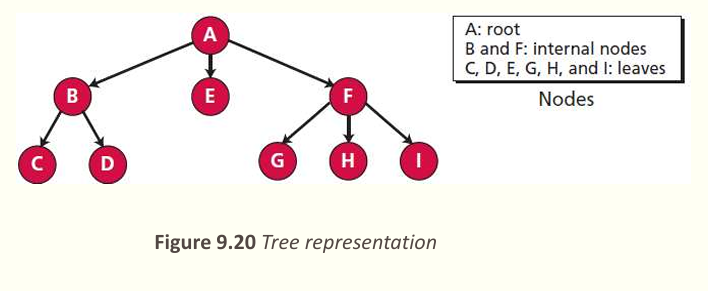 A
A: root
B and F: internal nodes
C, D, E, G, H, and I: leaves
Nodes
B
E
F
C
D
G
H
I
Figure 9.20 Tree representation